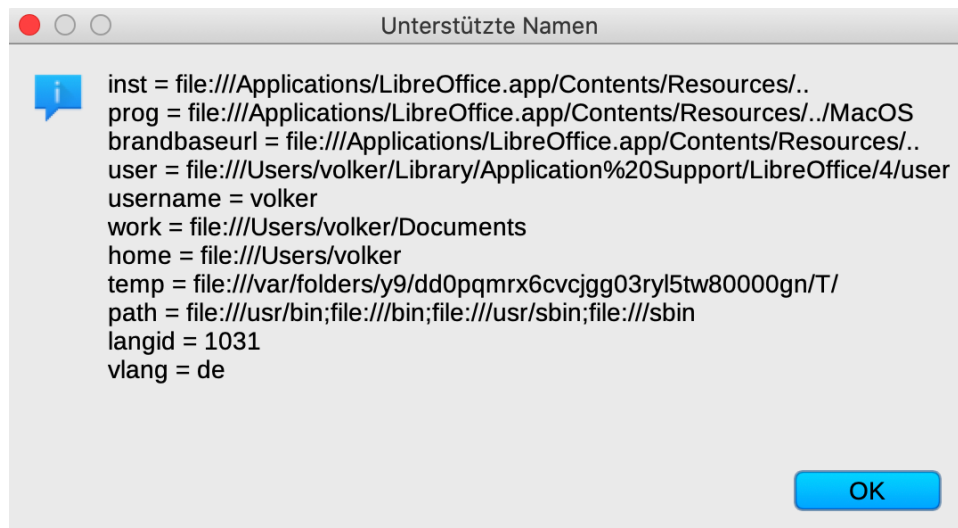 Unterstützte Namen
inst = file:///Applications/LibreOffice.app/Contents/Resources/..
prog = file:///Applications/LibreOffice.app/Contents/Resources/../MacOS
brandbaseurl = file:///Applications/LibreOffice.app/Contents/Resources/..
user = file:///Users/volker/Library/Application%20Support/LibreOffice/4/user
username = volker
work = file:///Users/volker/Documents
home = file:///Users/volker
temp = file:///var/folders/y9/dd0pqmrx6cvcjgg03ryl5tw80000gn/T/
path = file:///usr/bin;file:///bin;file:///usr/sbin;file:///sbin
langid = 1031
vlang = de
OK